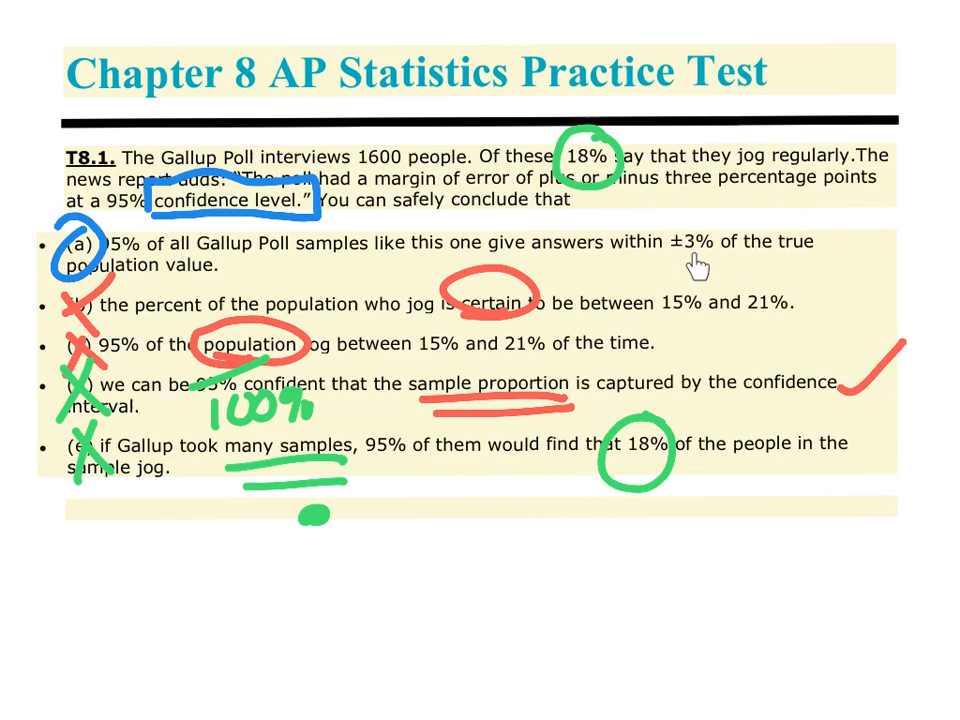 Chapter 8 AP Statistics Practice Test
T8.1. The Gallup Poll interviews 1600 people. Of these 18% say that they jog regularly.The
news report adds: "The poll had a margin of error of plus or minus three percentage points
at a 95% confidence level." You can safely conclude that
• (a) 95% of all Gallup Poll samples like this one give answers within ±3% of the true
population value.
• (b) the percent of the population who jog is certain to be between 15% and 21%.
• (c) 95% of the population jog between 15% and 21% of the time.
• (d) we can be 95% confident that the sample proportion is captured by the confidence
interval.
100%
• (e) if Gallup took many samples, 95% of them would find that 18% of the people in the
sample jog.